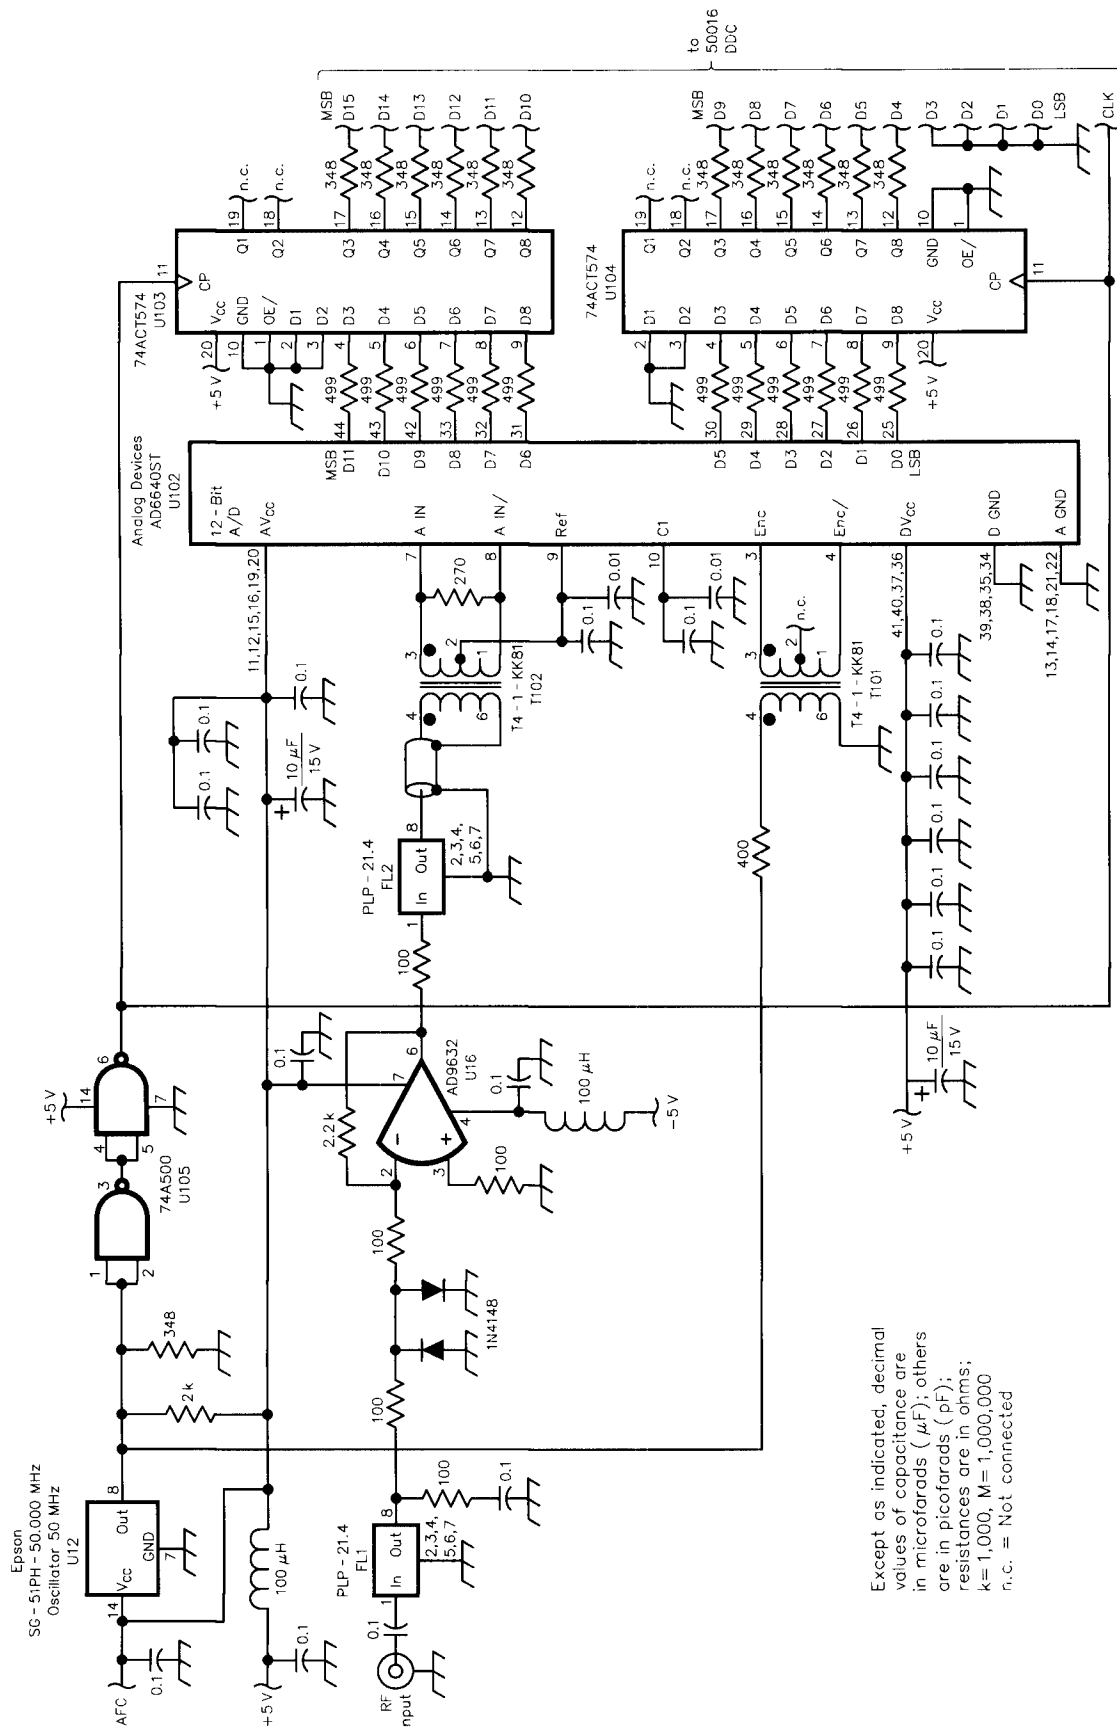 Epson
SG-51PH-50.000 MHz
Oscillator 50 MHz
U12
AFC
0.1
14
Vcc
Out
8
GND
7
2k
348
1
2
3
4
5
6
74AS00
U105
+5V
14
7
+5V
0.1
100 µH
RF
nput
0.1
PLP-21.4
FL1
1
In
Out
8
2,3,4,
5,6,7
100
0.1
100
1N4148
100
2
3
100
2.2k
4
7
6
AD9632
U16
0.1
0.1
100 µH
-5V
100
PLP-21.4
FL2
1
In
Out
8
2,3,4,
5,6,7
0.1
0.1
10 µF
15V
+
0.1
4
6
3
2
1
T4-1-KK81
T102
270
0.1
0.01
0.1
0.01
400
4
6
3
2
n.c.
1
T4-1-KK81
T101
+5V
+
10 µF
15V
0.1
0.1
0.1
0.1
0.1
0.1
Analog Devices
AD6640ST
U102
12-Bit
A/D
11,12,15,16,19,20
AVcc
7
A IN
8
A IN/
9
Ref
10
C1
3
Enc
4
Enc/
41,40,37,36
DVcc
39,38,35,34
D GND
13,14,17,18,21,22
A GND
MSB
D11 44 499
D10 43 499
D9 42 499
D8 33 499
D7 32 499
D6 31 499
D5 30 499
D4 29 499
D3 28 499
D2 27 499
D1 26 499
D0 25 499
LSB
74ACT574
U103
+5V
20 Vcc
10 GND
1 OE/
2 D1
3 D2
4 D3
5 D4
6 D5
7 D6
8 D7
9 D8
11
CP
Q1 19 n.c.
Q2 18 n.c.
MSB
Q3 17 348 D15
Q4 16 348 D14
Q5 15 348 D13
Q6 14 348 D12
Q7 13 348 D11
Q8 12 348 D10
74ACT574
U104
2 D1
3 D2
4 D3
5 D4
6 D5
7 D6
8 D7
9 D8
+5V
20 Vcc
CP
11
Q1 19 n.c.
Q2 18 n.c.
MSB
Q3 17 348 D9
Q4 16 348 D8
Q5 15 348 D7
Q6 14 348 D6
Q7 13 348 D5
Q8 12 348 D4
GND 10
OE/ 1
D3
D2
D1
D0
LSB
CLK
to
50016
DDC
Except as indicated, decimal
values of capacitance are
in microfarads (µF); others
are in picofarads (pF);
resistances are in ohms;
k=1,000, M=1,000,000
n.c. = Not connected